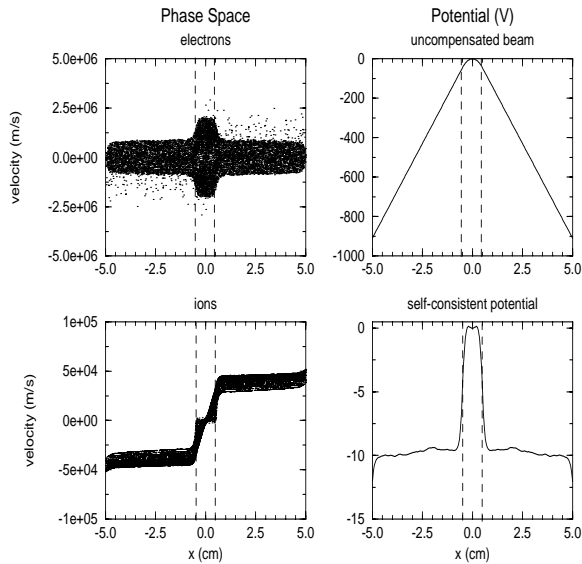 Phase Space
electrons
velocity (m/s)
5.0e+06
2.5e+06
0.0e+00
-2.5e+06
-5.0e+06
-5.0 -2.5 0.0 2.5 5.0
Potential (V)
uncompensated beam
0
-200
-400
-600
-800
-1000
-5.0 -2.5 0.0 2.5 5.0
ions
velocity (m/s)
1e+05
5e+04
0e+00
-5e+04
-1e+05
-5.0 -2.5 0.0 2.5 5.0
x (cm)
self-consistent potential
0
-5
-10
-15
-5.0 -2.5 0.0 2.5 5.0
x (cm)